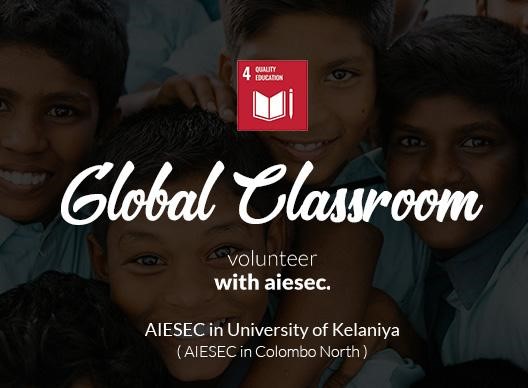 4 QUALITY
EDUCATION
Global Classroom
volunteer
with aiesec.
AIESEC in University of Kelaniya
( AIESEC in Colombo North )